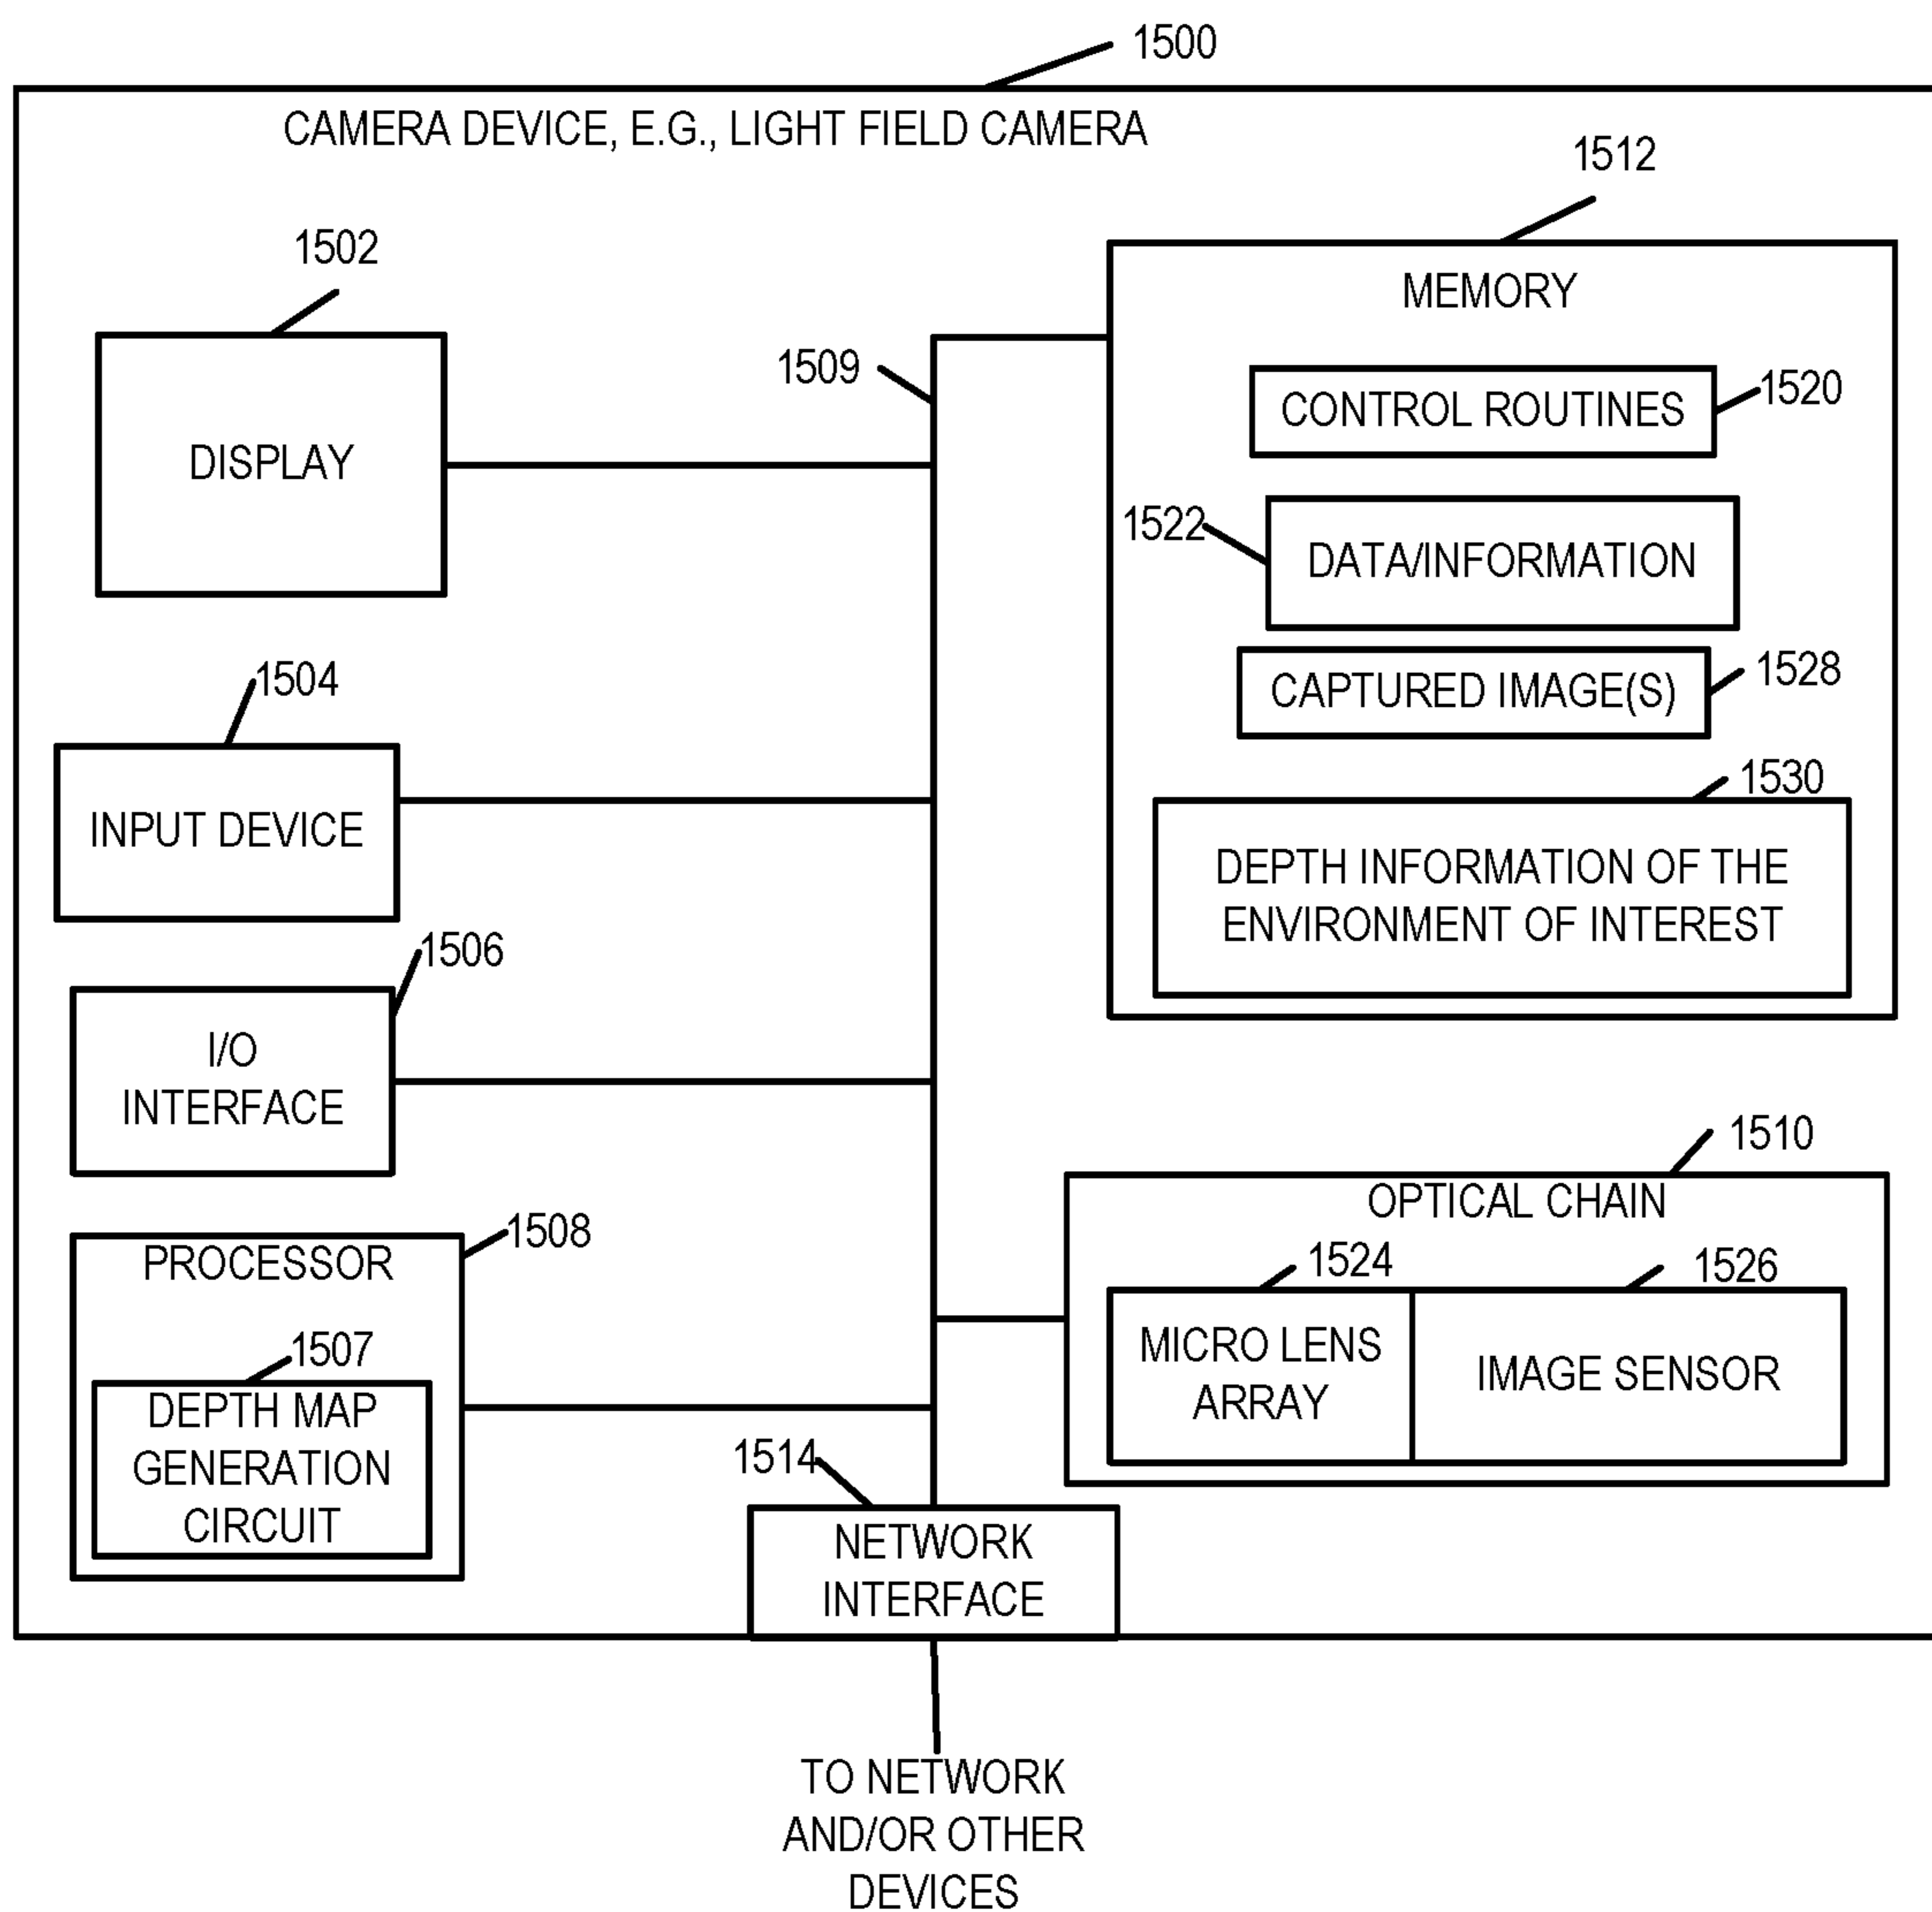 1500
CAMERA DEVICE, E.G., LIGHT FIELD CAMERA
1512
MEMORY
1502
DISPLAY
1509
CONTROL ROUTINES
1520
1522
DATA/INFORMATION
CAPTURED IMAGE(S)
1528
1504
INPUT DEVICE
1530
DEPTH INFORMATION OF THE
ENVIRONMENT OF INTEREST
1506
I/O
INTERFACE
1510
OPTICAL CHAIN
1524
1526
MICRO LENS
ARRAY
IMAGE SENSOR
1508
PROCESSOR
1507
DEPTH MAP
GENERATION
CIRCUIT
1514
NETWORK
INTERFACE
TO NETWORK
AND/OR OTHER
DEVICES